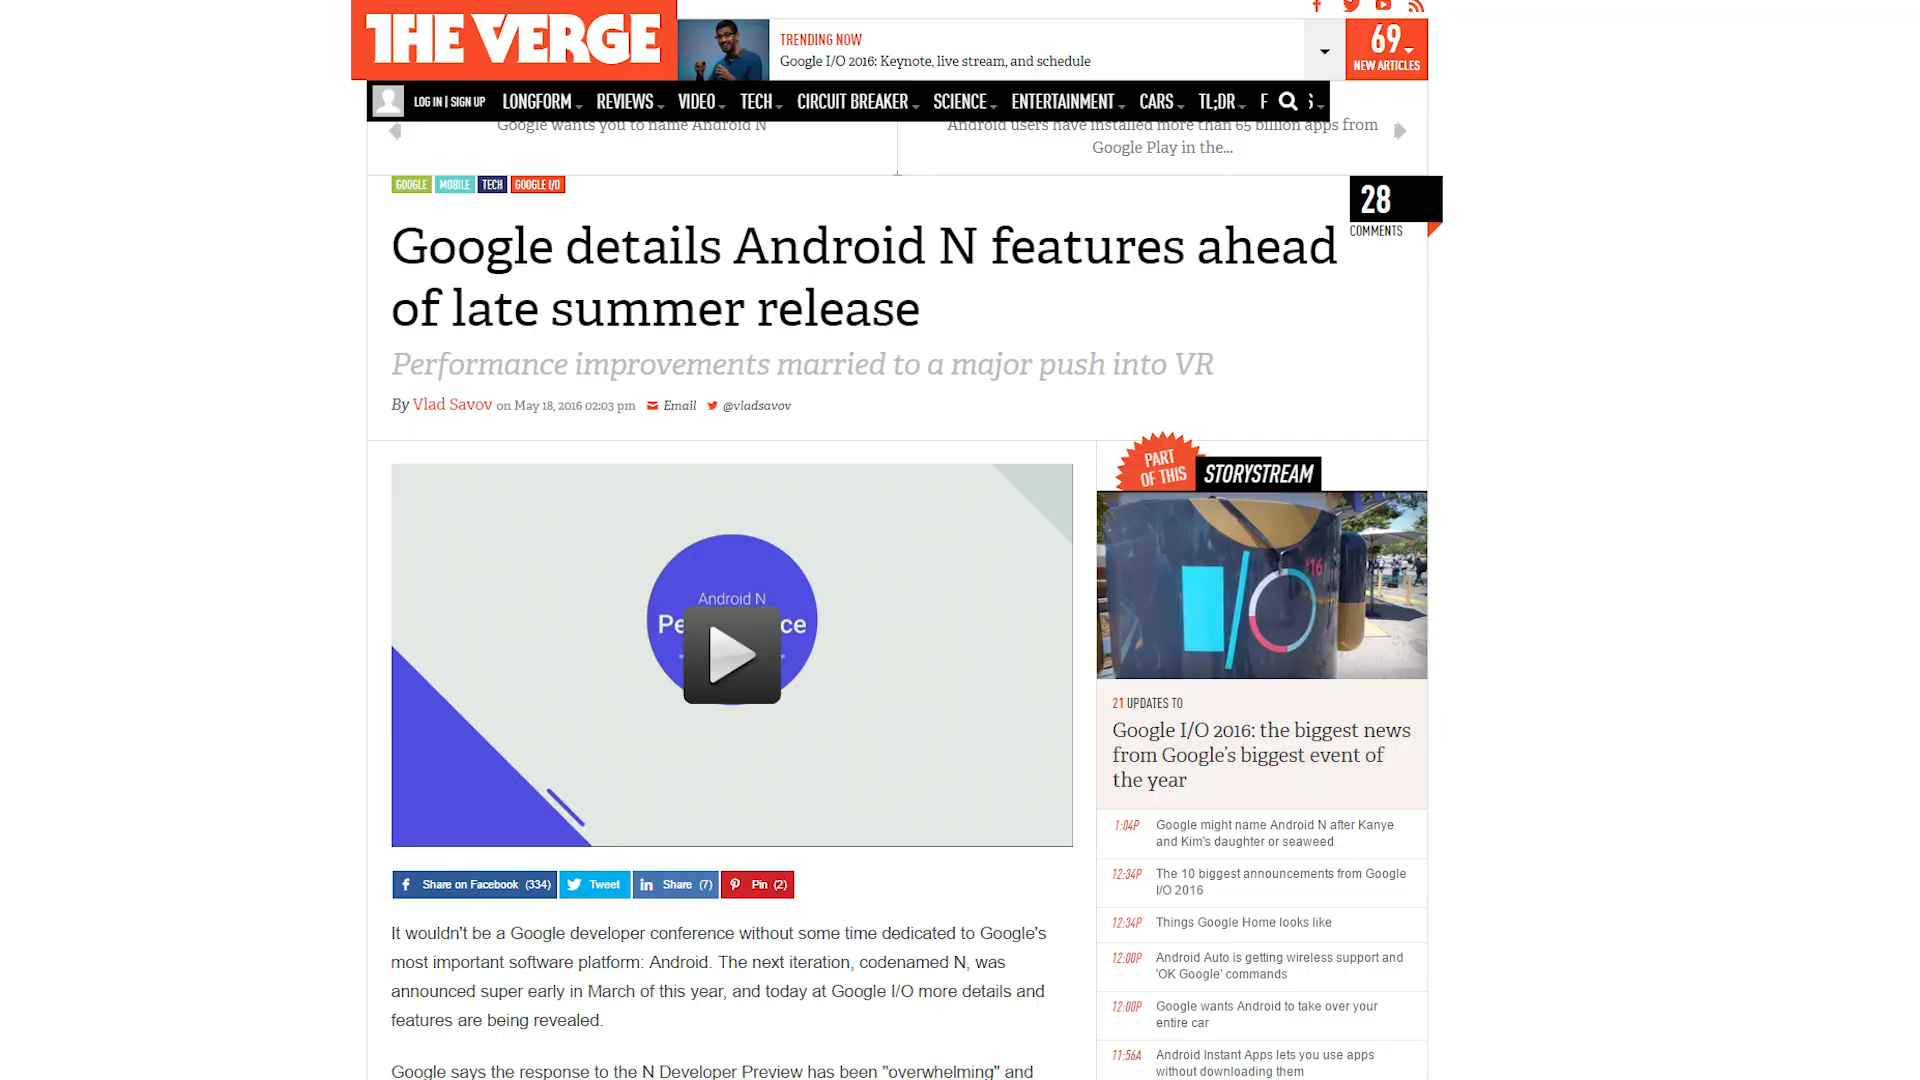 THE VERGE
TRENDING NOW
Google I/O 2016: Keynote, live stream, and schedule
69
NEW ARTICLES
LOG IN | SIGN UP
LONGFORM
REVIEWS
VIDEO
TECH
CIRCUIT BREAKER
SCIENCE
ENTERTAINMENT
CARS
TL;DR
F
S
Google wants you to name Android N
Android users have installed more than 65 billion apps from
Google Play in the...
GOOGLE
MOBILE
TECH
GOOGLE I/O
28
COMMENTS
Google details Android N features ahead
of late summer release
Performance improvements married to a major push into VR
By Vlad Savov on May 18, 2016 02:03 pm Email @vladsavov
Android N
Pe ce
Share on Facebook (334)
Tweet
in Share (7)
Pin (2)
It wouldn't be a Google developer conference without some time dedicated to Google's
most important software platform: Android. The next iteration, codenamed N, was
announced super early in March of this year, and today at Google I/O more details and
features are being revealed.
Google says the response to the N Developer Preview has been "overwhelming" and
PART
OF THIS
STORYSTREAM
I/O '16
21 UPDATES TO
Google I/O 2016: the biggest news
from Google's biggest event of
the year
1:04P Google might name Android N after Kanye
and Kim's daughter or seaweed
12:34P The 10 biggest announcements from Google
I/O 2016
12:34P Things Google Home looks like
12:00P Android Auto is getting wireless support and
'OK Google' commands
12:00P Google wants Android to take over your
entire car
11:56A Android Instant Apps lets you use apps
without downloading them